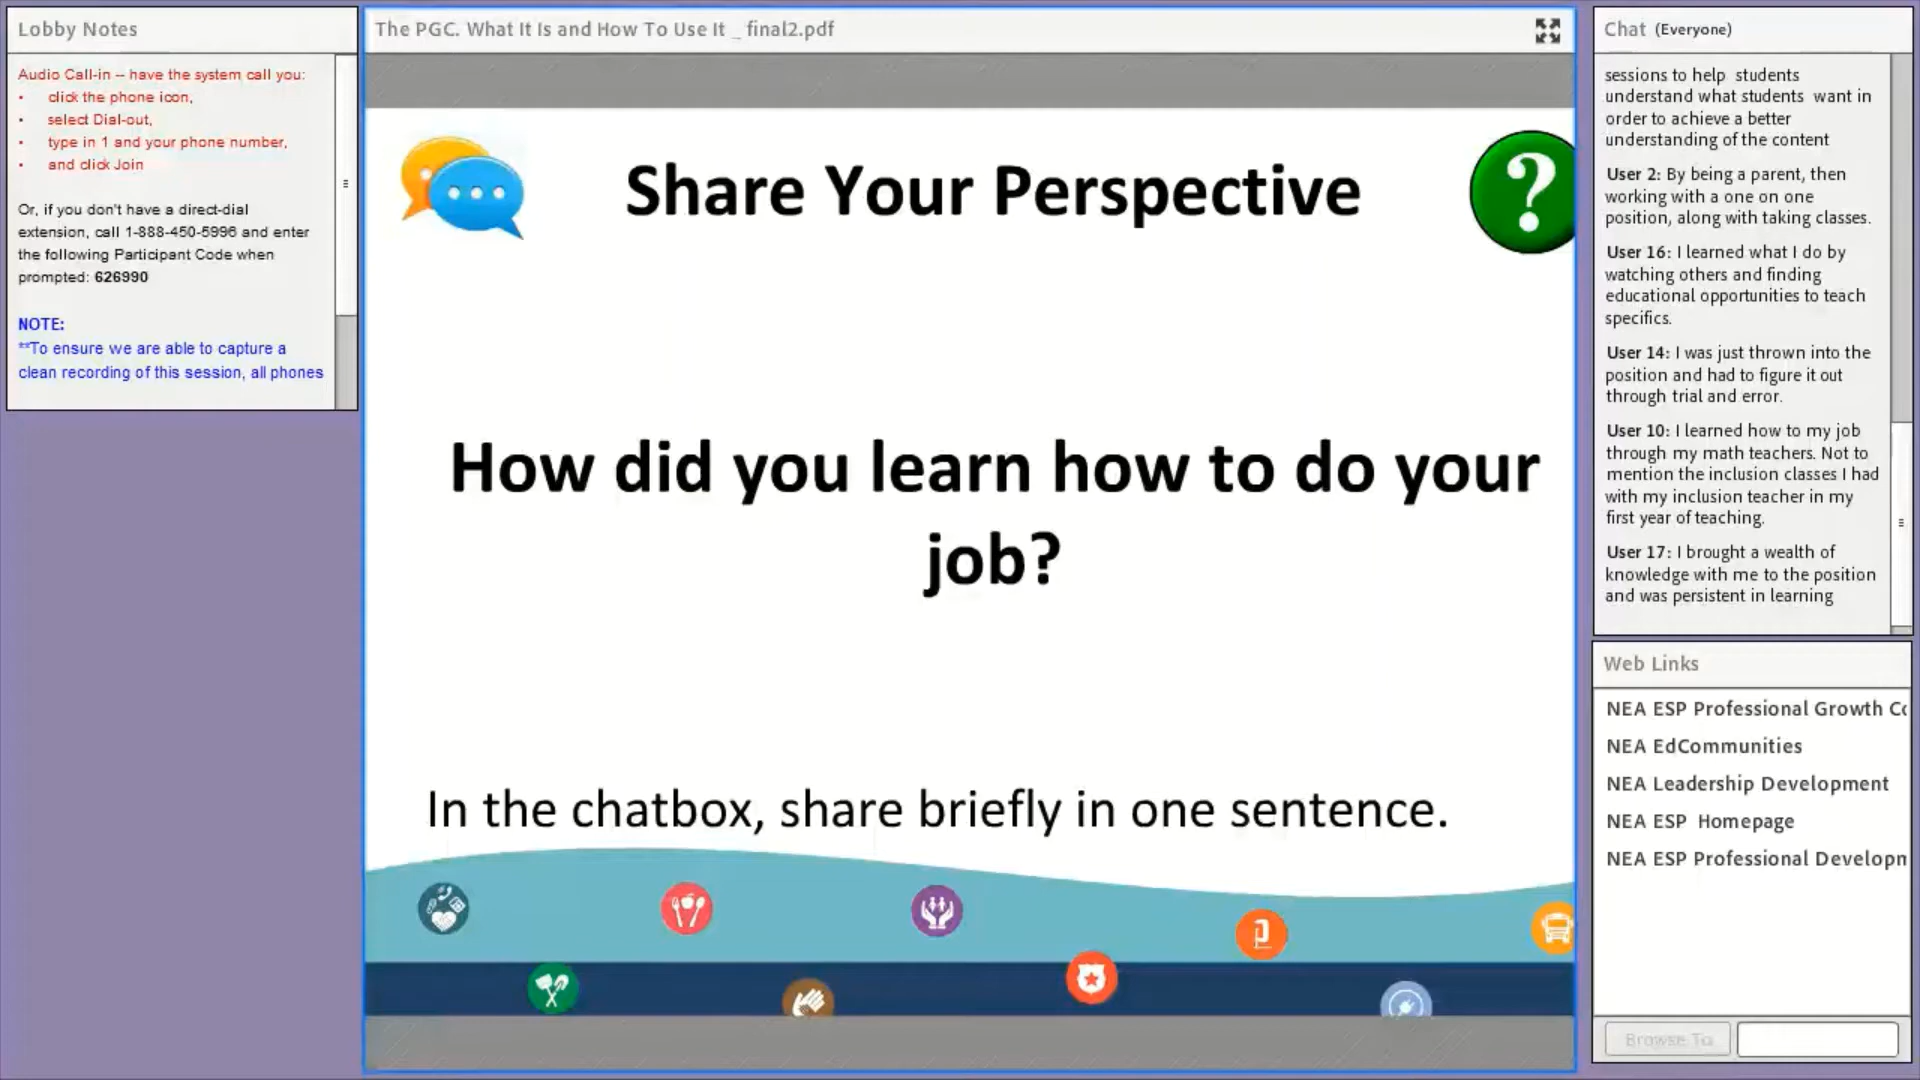 Lobby Notes
Audio Call-in -- have the system call you:
• click the phone icon,
• select Dial-out,
• type in 1 and your phone number,
• and click Join
Or, if you don't have a direct-dial
extension, call 1-888-450-5996 and enter
the following Participant Code when
prompted: 626990
NOTE:
**To ensure we are able to capture a
clean recording of this session, all phones
The PGC. What It Is and How To Use It _ final2.pdf
Share Your Perspective
?
How did you learn how to do your
job?
In the chatbox, share briefly in one sentence.
Chat (Everyone)
sessions to help students
understand what students want in
order to achieve a better
understanding of the content
User 2: By being a parent, then
working with a one on one
position, along with taking classes.
User 16: I learned what I do by
watching others and finding
educational opportunities to teach
specifics.
User 14: I was just thrown into the
position and had to figure it out
through trial and error.
User 10: I learned how to my job
through my math teachers. Not to
mention the inclusion classes I had
with my inclusion teacher in my
first year of teaching.
User 17: I brought a wealth of
knowledge with me to the position
and was persistent in learning
Web Links
NEA ESP Professional Growth Co
NEA EdCommunities
NEA Leadership Development
NEA ESP Homepage
NEA ESP Professional Developm
Browse To